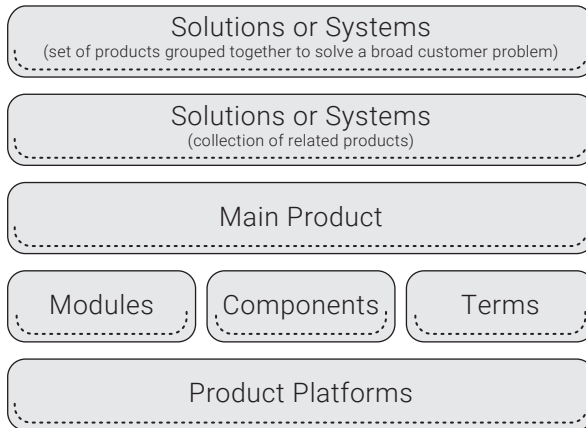 Solutions or Systems
(set of products grouped together to solve a broad customer problem)
Solutions or Systems
(collection of related products)
Main Product
Modules
Components
Terms
Product Platforms